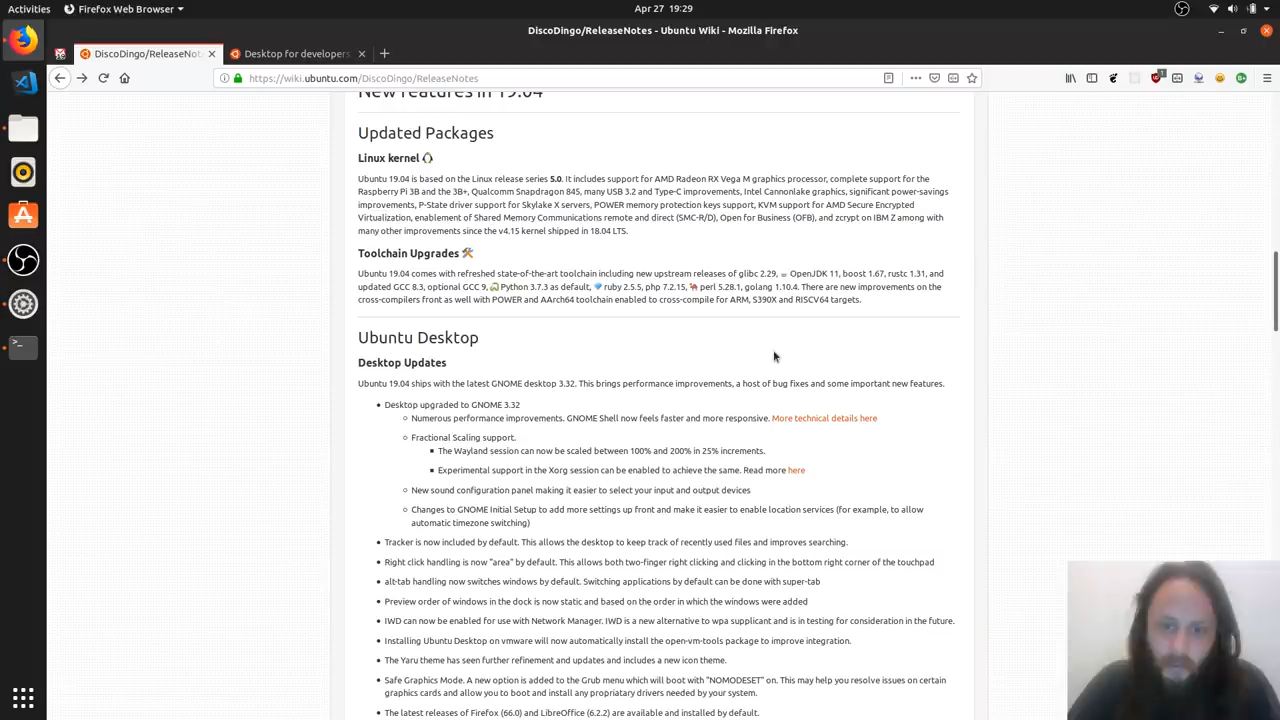 Activities
Firefox Web Browser
Apr 27 19:29
DiscoDingo/ReleaseNotes - Ubuntu Wiki - Mozilla Firefox
DiscoDingo/ReleaseNotes
Desktop for developers
https://wiki.ubuntu.com/DiscoDingo/ReleaseNotes
New features in 19.04
Updated Packages
Linux kernel
Ubuntu 19.04 is based on the Linux release series 5.0. It includes support for AMD Radeon RX Vega M graphics processor, complete support for the
Raspberry Pi 3B and the 3B+, Qualcomm Snapdragon 845, many USB 3.2 and Type-C improvements, Intel Cannonlake graphics, significant power-savings
improvements, P-State driver support for Skylake X servers, POWER memory protection keys support, KVM support for AMD Secure Encrypted
Virtualization, enablement of Shared Memory Communications remote and direct (SMC-R/D), Open for Business (OFB), and zcrypt on IBM Z among with
many other improvements since the v4.15 kernel shipped in 18.04 LTS.
Toolchain Upgrades
Ubuntu 19.04 comes with refreshed state-of-the-art toolchain including new upstream releases of glibc 2.29, OpenJDK 11, boost 1.67, rustc 1.31, and
updated GCC 8.3, optional GCC 9, Python 3.7.3 as default, ruby 2.5.5, php 7.2.15, perl 5.28.1, golang 1.10.4. There are new improvements on the
cross-compilers front as well with POWER and AArch64 toolchain enabled to cross-compile for ARM, S390X and RISCV64 targets.
Ubuntu Desktop
Desktop Updates
Ubuntu 19.04 ships with the latest GNOME desktop 3.32. This brings performance improvements, a host of bug fixes and some important new features.
Desktop upgraded to GNOME 3.32
Numerous performance improvements. GNOME Shell now feels faster and more responsive. More technical details here
Fractional Scaling support.
The Wayland session can now be scaled between 100% and 200% in 25% increments.
Experimental support in the Xorg session can be enabled to achieve the same. Read more here
New sound configuration panel making it easier to select your input and output devices
Changes to GNOME Initial Setup to add more settings up front and make it easier to enable location services (for example, to allow
automatic timezone switching)
Tracker is now included by default. This allows the desktop to keep track of recently used files and improves searching.
Right click handling is now "area" by default. This allows both two-finger right clicking and clicking in the bottom right corner of the touchpad
alt-tab handling now switches windows by default. Switching applications by default can be done with super-tab
Preview order of windows in the dock is now static and based on the order in which the windows were added
IWD can now be enabled for use with Network Manager. IWD is a new alternative to wpa supplicant and is in testing for consideration in the future.
Installing Ubuntu Desktop on vmware will now automatically install the open-vm-tools package to improve integration.
The Yaru theme has seen further refinement and updates and includes a new icon theme.
Safe Graphics Mode. A new option is added to the Grub menu which will boot with "NOMODESET" on. This may help you resolve issues on certain
graphics cards and allow you to boot and install any propriatary drivers needed by your system.
The latest releases of Firefox (66.0) and LibreOffice (6.2.2) are available and installed by default.